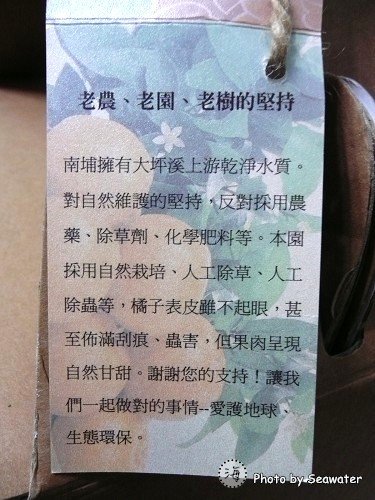 老農、老園、老樹的堅持
南埔擁有大坪溪上游乾淨水質。
對自然維護的堅持，反對採用農
藥、除草劑、化學肥料等。本園
採用自然栽培、人工除草、人工
除蟲等，橘子表皮雖不起眼，甚
至佈滿刮痕、蟲害，但果肉呈現
自然甘甜。謝謝您的支持！讓我
們一起做對的事情--愛護地球、
生態環保。
海 Photo by Seawater